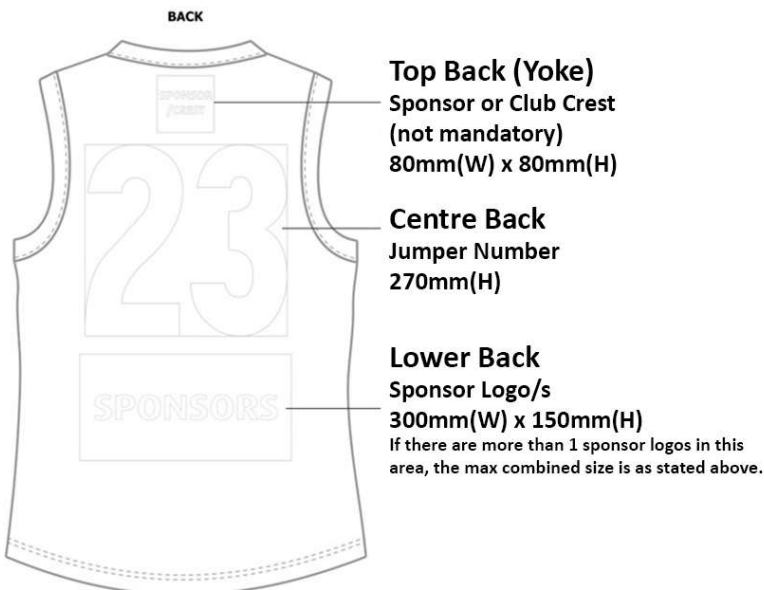 BACK
SPONSOR
/CREST
Top Back (Yoke)
Sponsor or Club Crest
(not mandatory)
80mm(W) x 80mm(H)
23
Centre Back
Jumper Number
270mm(H)
SPONSORS
Lower Back
Sponsor Logo/s
300mm(W) x 150mm(H)
If there are more than 1 sponsor logos in this
area, the max combined size is as stated above.